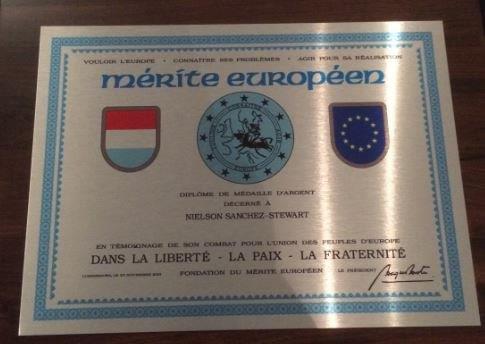 VOULOIR L'EUROPE · CONNAÎTRE SES PROBLÈMES · AGIR POUR SA RÉALISATION
mérite européen
DIPLÔME DE MÉDAILLE D'ARGENT
DÉCERNÉ À
NIELSON SANCHEZ-STEWART
EN TÉMOIGNAGE DE SON COMBAT POUR L'UNION DES PEUPLES D'EUROPE
DANS LA LIBERTÉ - LA PAIX - LA FRATERNITÉ
FONDATION DU MÉRITE EUROPÉEN LE PRÉSIDENT